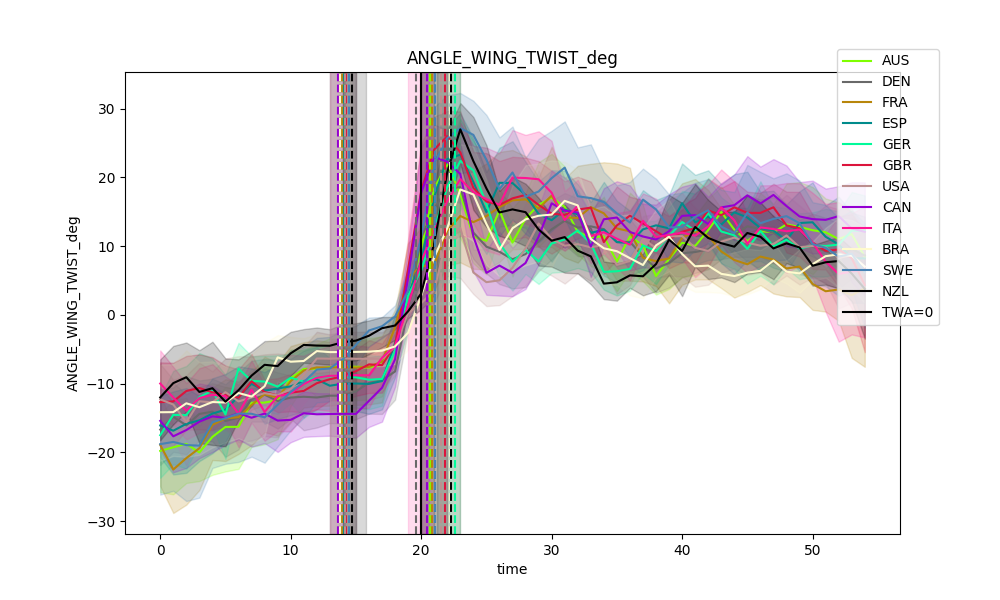 ANGLE_WING_TWIST_deg
ANGLE_WING_TWIST_deg
30
20
10
0
−10
−20
−30
0
10
20
30
40
50
time
AUS
DEN
FRA
ESP
GER
GBR
USA
CAN
ITA
BRA
SWE
NZL
TWA=0